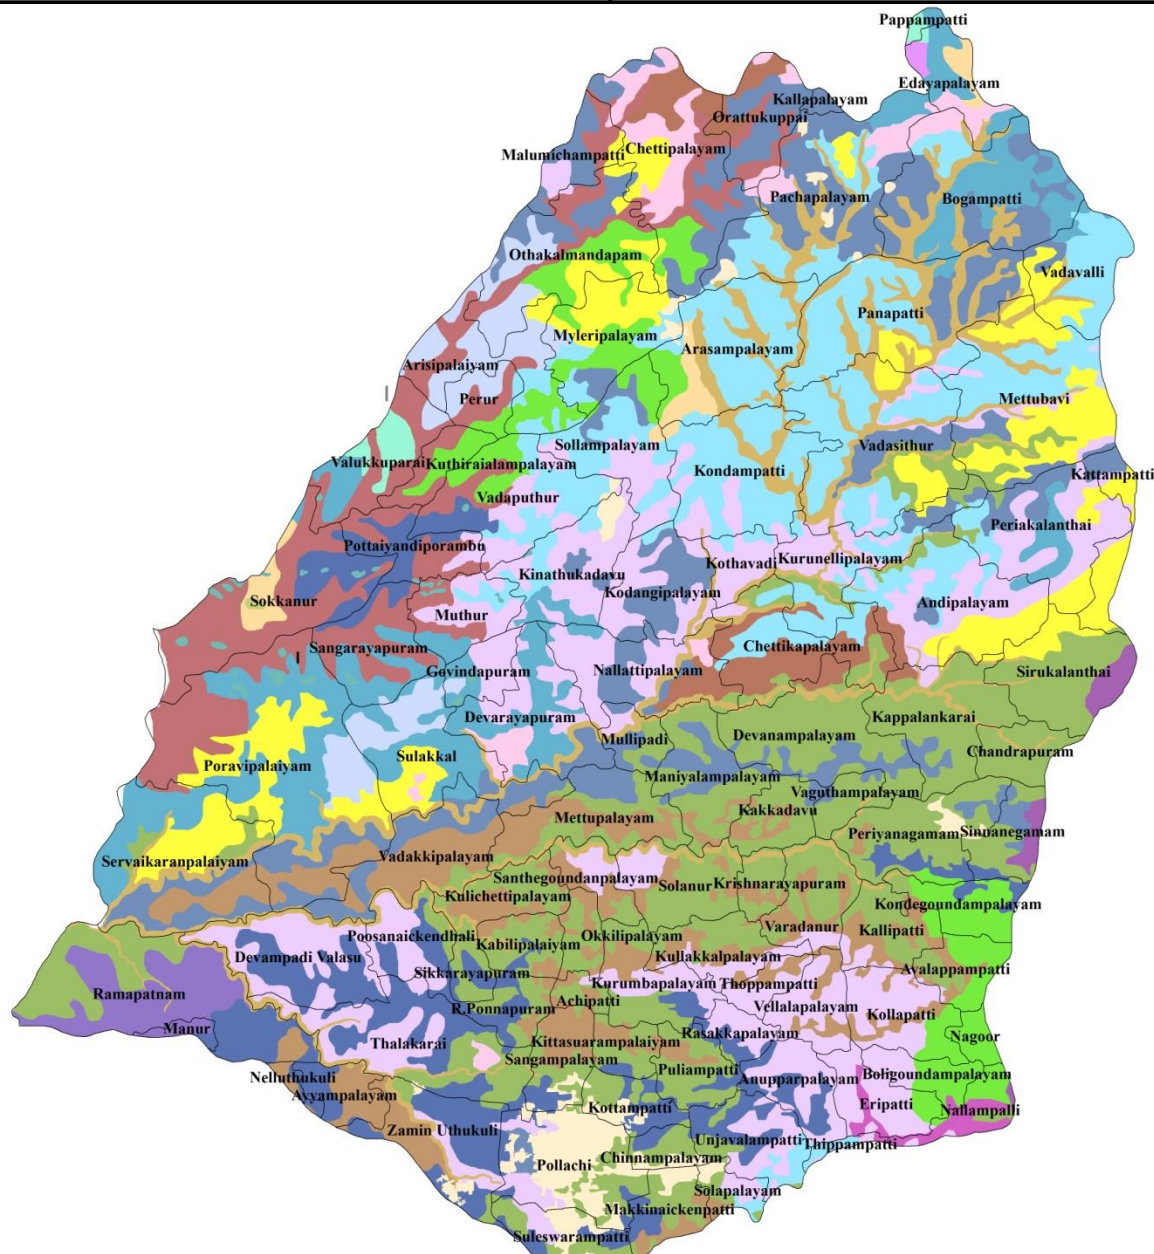 Pappampatti
Edayapalayam
Kallapalayam
Orattukuppai
Chettipalayam
Malumichampatti
Pachapalayam
Bogampatti
Othakalmandapam
Vadavalli
Panapatti
Myleripalayam
Arasampalayam
Arisipalaiyam
Perur
Mettubavi
Sollampalayam
Vadasithur
Valukkuparai
Kuthiraialampalayam
Kondampatti
Kattampatti
Vadaputhur
Periakalanthai
Pottaiyandiporambu
Kothavadi
Kurunellipalayam
Kinathukadavu
Kodangipalayam
Sokkanur
Andipalayam
Muthur
Sangarayapuram
Chettikapalayam
Govindapuram
Nallattipalayam
Sirukalanthai
Devarayapuram
Kappalankarai
Mullipadi
Devanampalayam
Chandrapuram
Sulakkal
Poravipalaiyam
Maniyalampalayam
Vaguthampalayam
Mettupalayam
Kakkadavu
Periyanagamam
Sinnanegamam
Vadakkipalayam
Servaikaranpalaiyam
Santhegoundanpalayam
Solanur
Krishnarayapuram
Kulichettipalayam
Kondegoundampalayam
Varadanur
Kallipatti
Poosanaickendhali
Kabilipalaiyam
Okkilipalayam
Devampadi Valasu
Kullakkalpalayam
Sikkarayapuram
Avalappampatti
Kurumbapalayam
Thoppampatti
Ramapatnam
Achipatti
R.Ponnapuram
Vellalapalayam
Kollapatti
Manur
Thalakarai
Kittasuarampalaiyam
Rasakkapalayam
Nagoor
Sangampalayam
Puliampatti
Nelluthukuli
Anupparpalayam
Boligoundampalayam
Ayyampalayam
Kottampatti
Eripatti
Nallampalli
Zamin Uthukuli
Unjavalampatti
Thippampatti
Pollachi
Chinnampalayam
Solapalayam
Makkinaickenpatti
Suleswarampatti